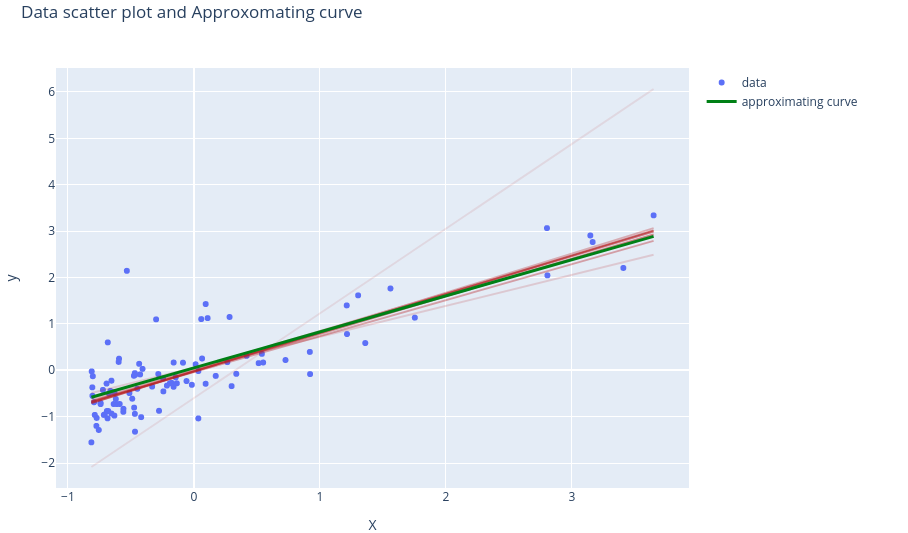 Data scatter plot and Approxomating curve
data
approximating curve
6
5
4
3
2
1
0
−1
−2
y
−1
0
1
2
3
X